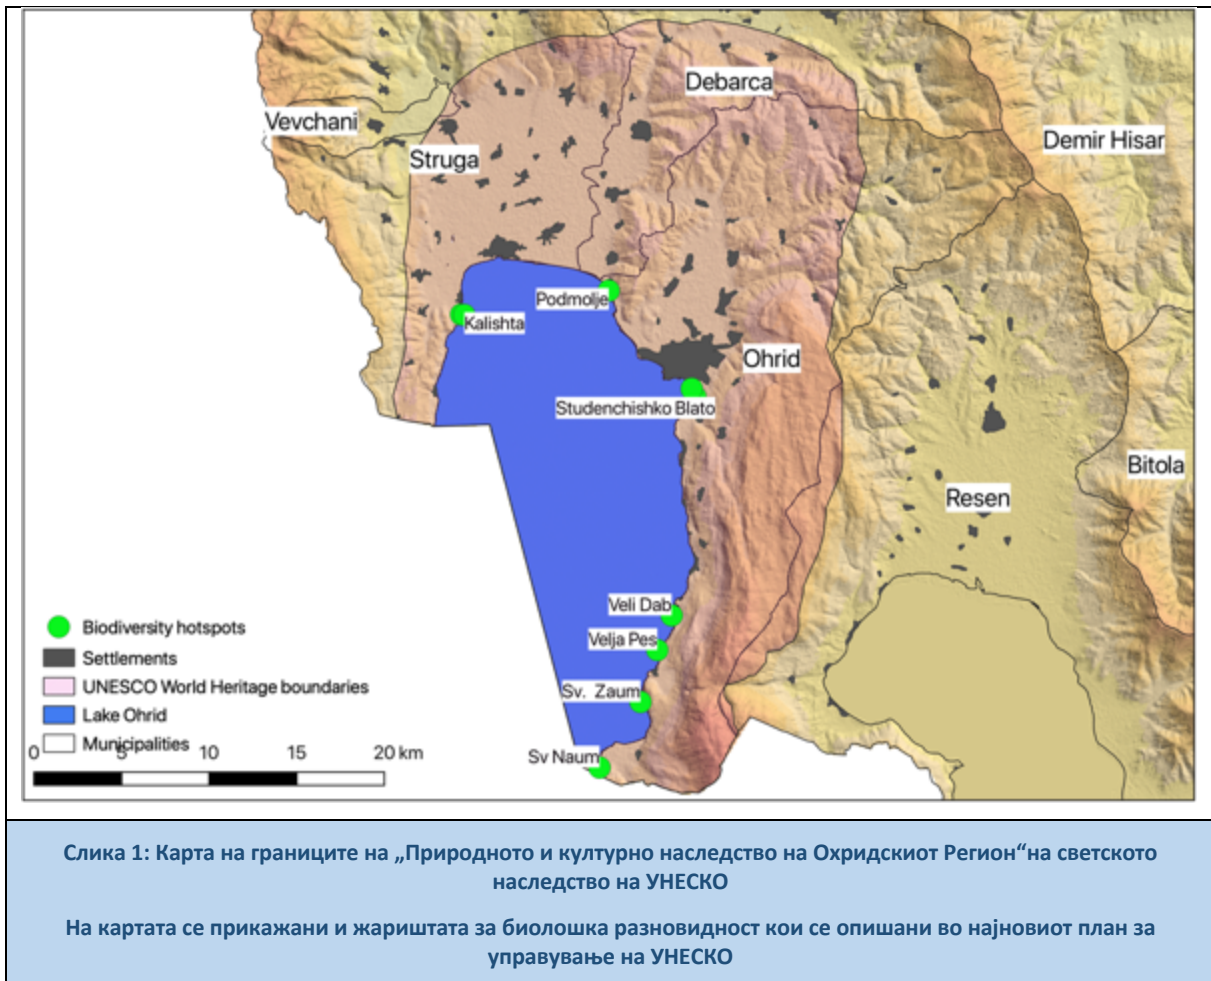 Debarca
Vevchani
Demir Hisar
Struga
Podmolje
Kalishta
Ohrid
Studenchishko Blato
Bitola
Resen
Veli Dab
Velja Pes
Sv. Zaum
Sv Naum
Biodiversity hotspots
Settlements
UNESCO World Heritage boundaries
Lake Ohrid
Municipalities
0 5 10 15 20 km
Слика 1: Карта на границите на „Природното и културно наследство на Охридскиот Регион“на светското
наследство на УНЕСКО
На картата се прикажани и жариштата за биолошка разновидност кои се опишани во најновиот план за
управување на УНЕСКО